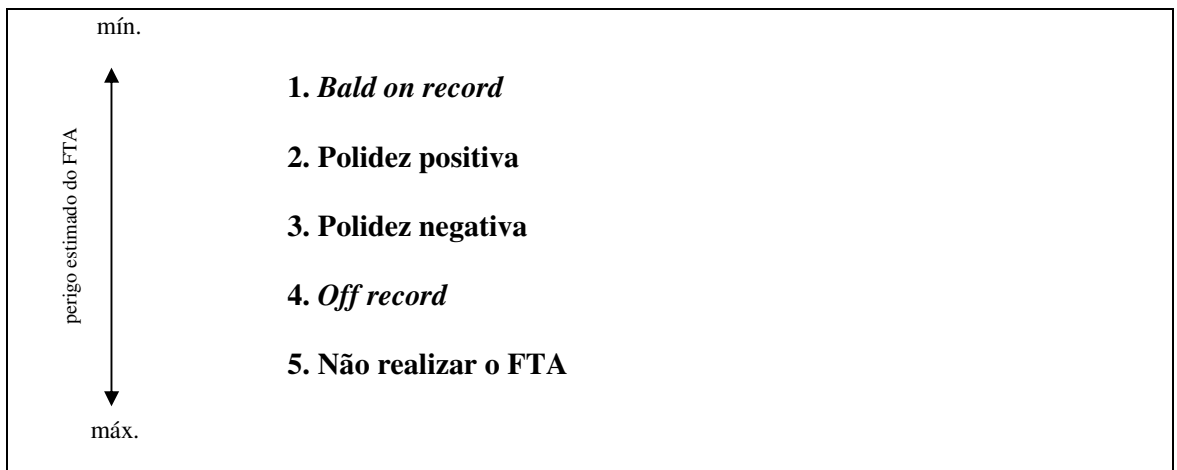 mín.
1. Bald on record
2. Polidez positiva
perigo estimado do FTA
3. Polidez negativa
4. Off record
5. Não realizar o FTA
máx.